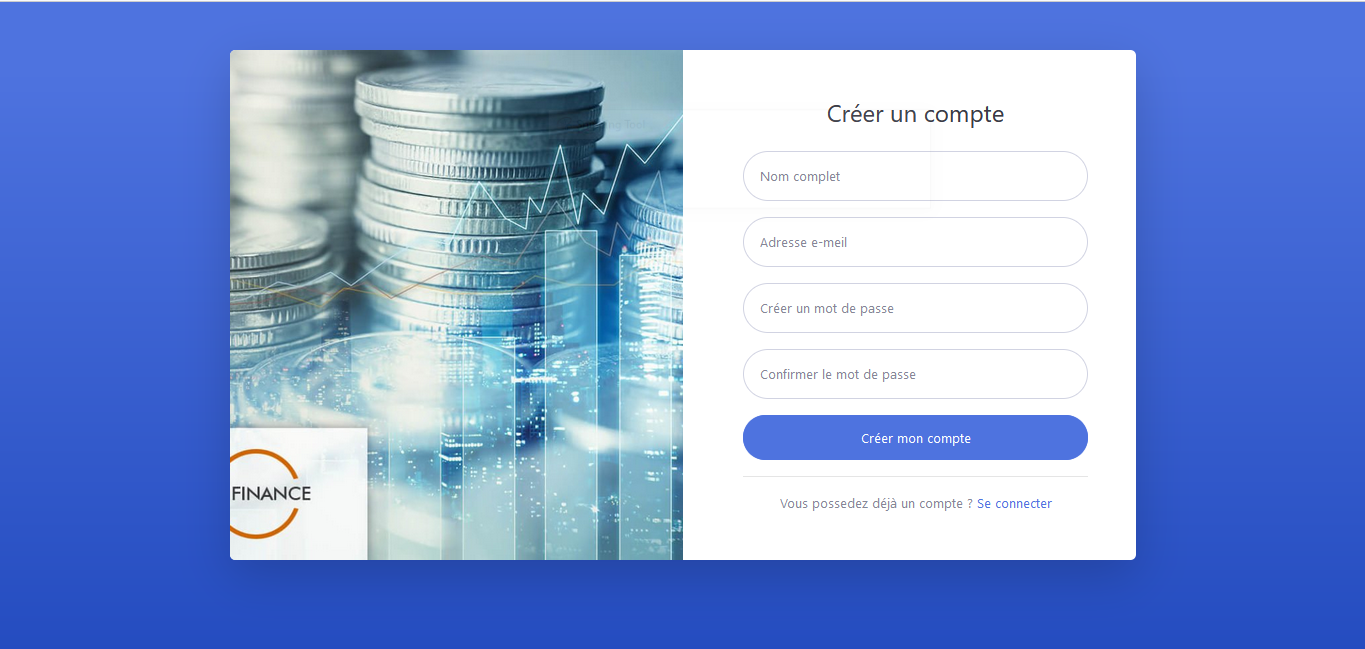 Créer un compte
Nom complet
Adresse e-meil
Créer un mot de passe
Confirmer le mot de passe
Créer mon compte
Vous possedez déjà un compte ? Se connecter
FINANCE